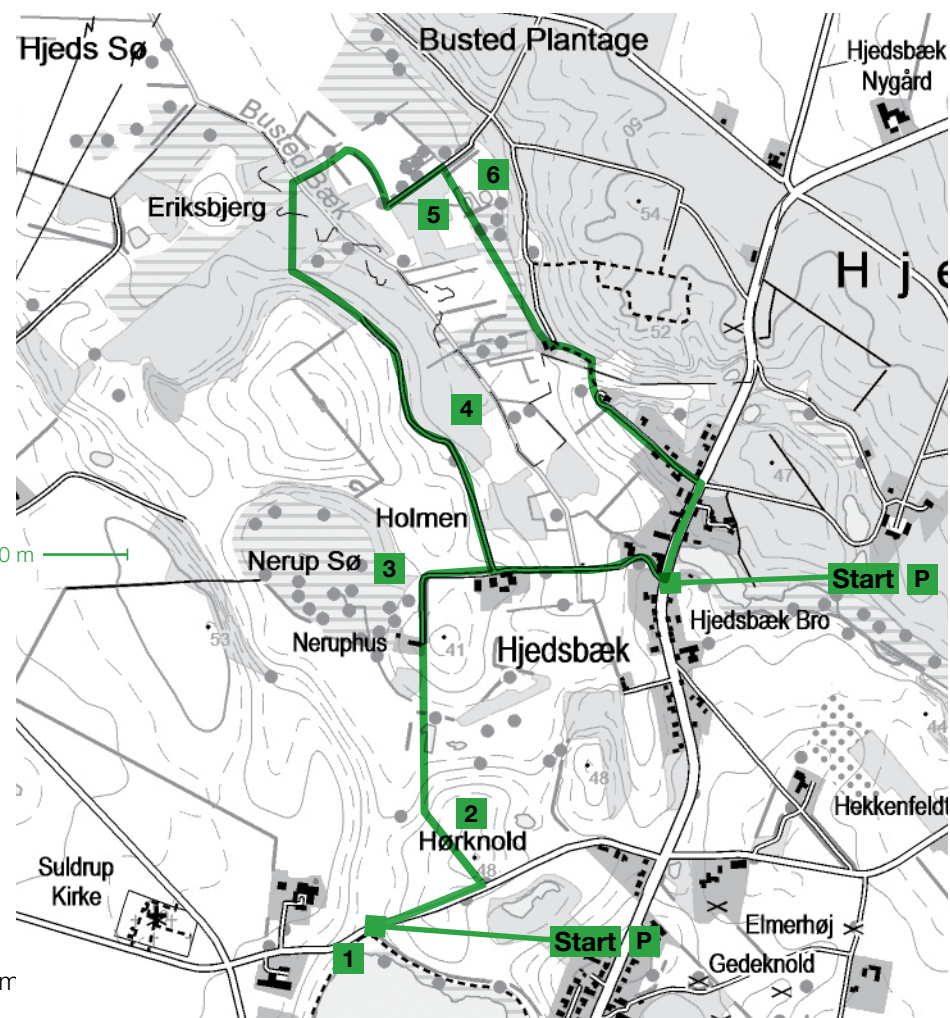 Hjeds Sø
Busted Plantage
Hjedsbæk
Nygård
Busted Bæk
50
6
Eriksbjerg
5
54
Hje
52
4
47
Holmen
0 m
Nerup Sø
3
Start P
53
Neruphus
41
Hjedsbæk
Hjedsbæk Bro
44
48
2
Hekkenfeldt
Hørknold
48
Suldrup
Kirke
Elmerhøj
Start P
1
Gedeknold
m